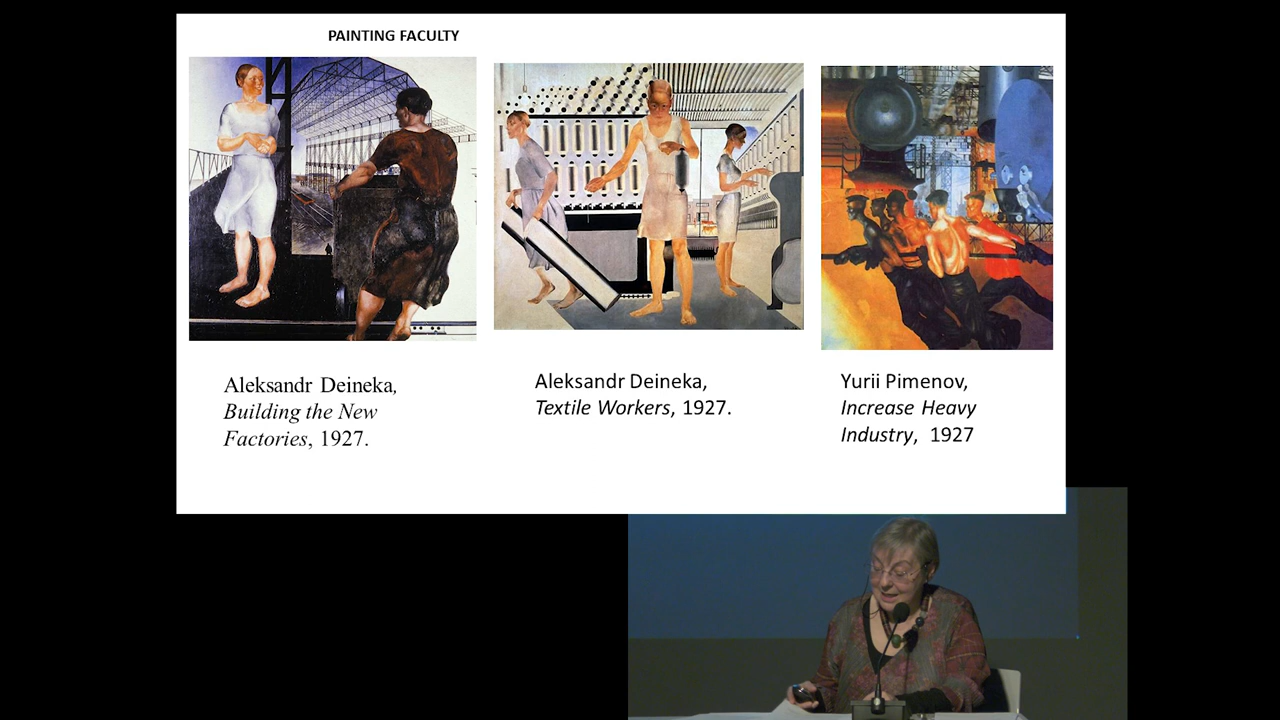 PAINTING FACULTY
Aleksandr Deineka,
Building the New
Factories, 1927.
Aleksandr Deineka,
Textile Workers, 1927.
Yurii Pimenov,
Increase Heavy
Industry, 1927